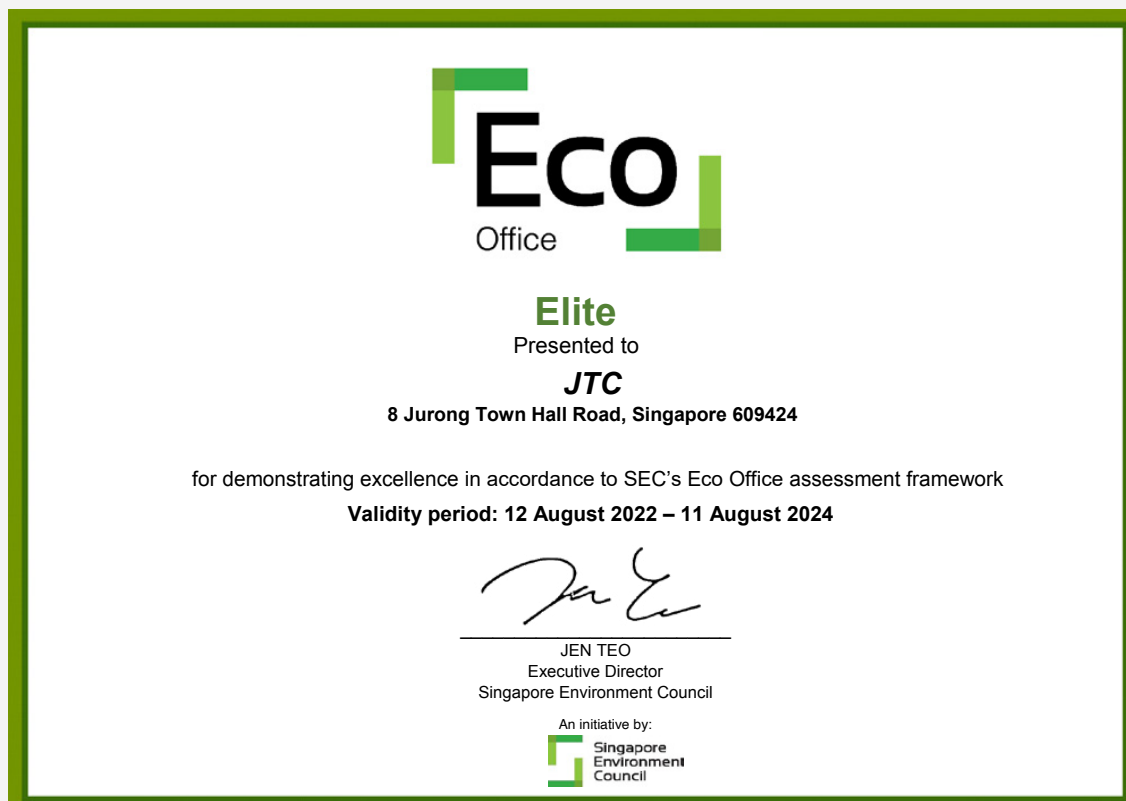 Eco
Office
Elite
Presented to
JTC
8 Jurong Town Hall Road, Singapore 609424
for demonstrating excellence in accordance to SEC’s Eco Office assessment framework
Validity period: 12 August 2022 – 11 August 2024
JEN TEO
Executive Director
Singapore Environment Council
An initiative by:
Singapore
Environment
Council